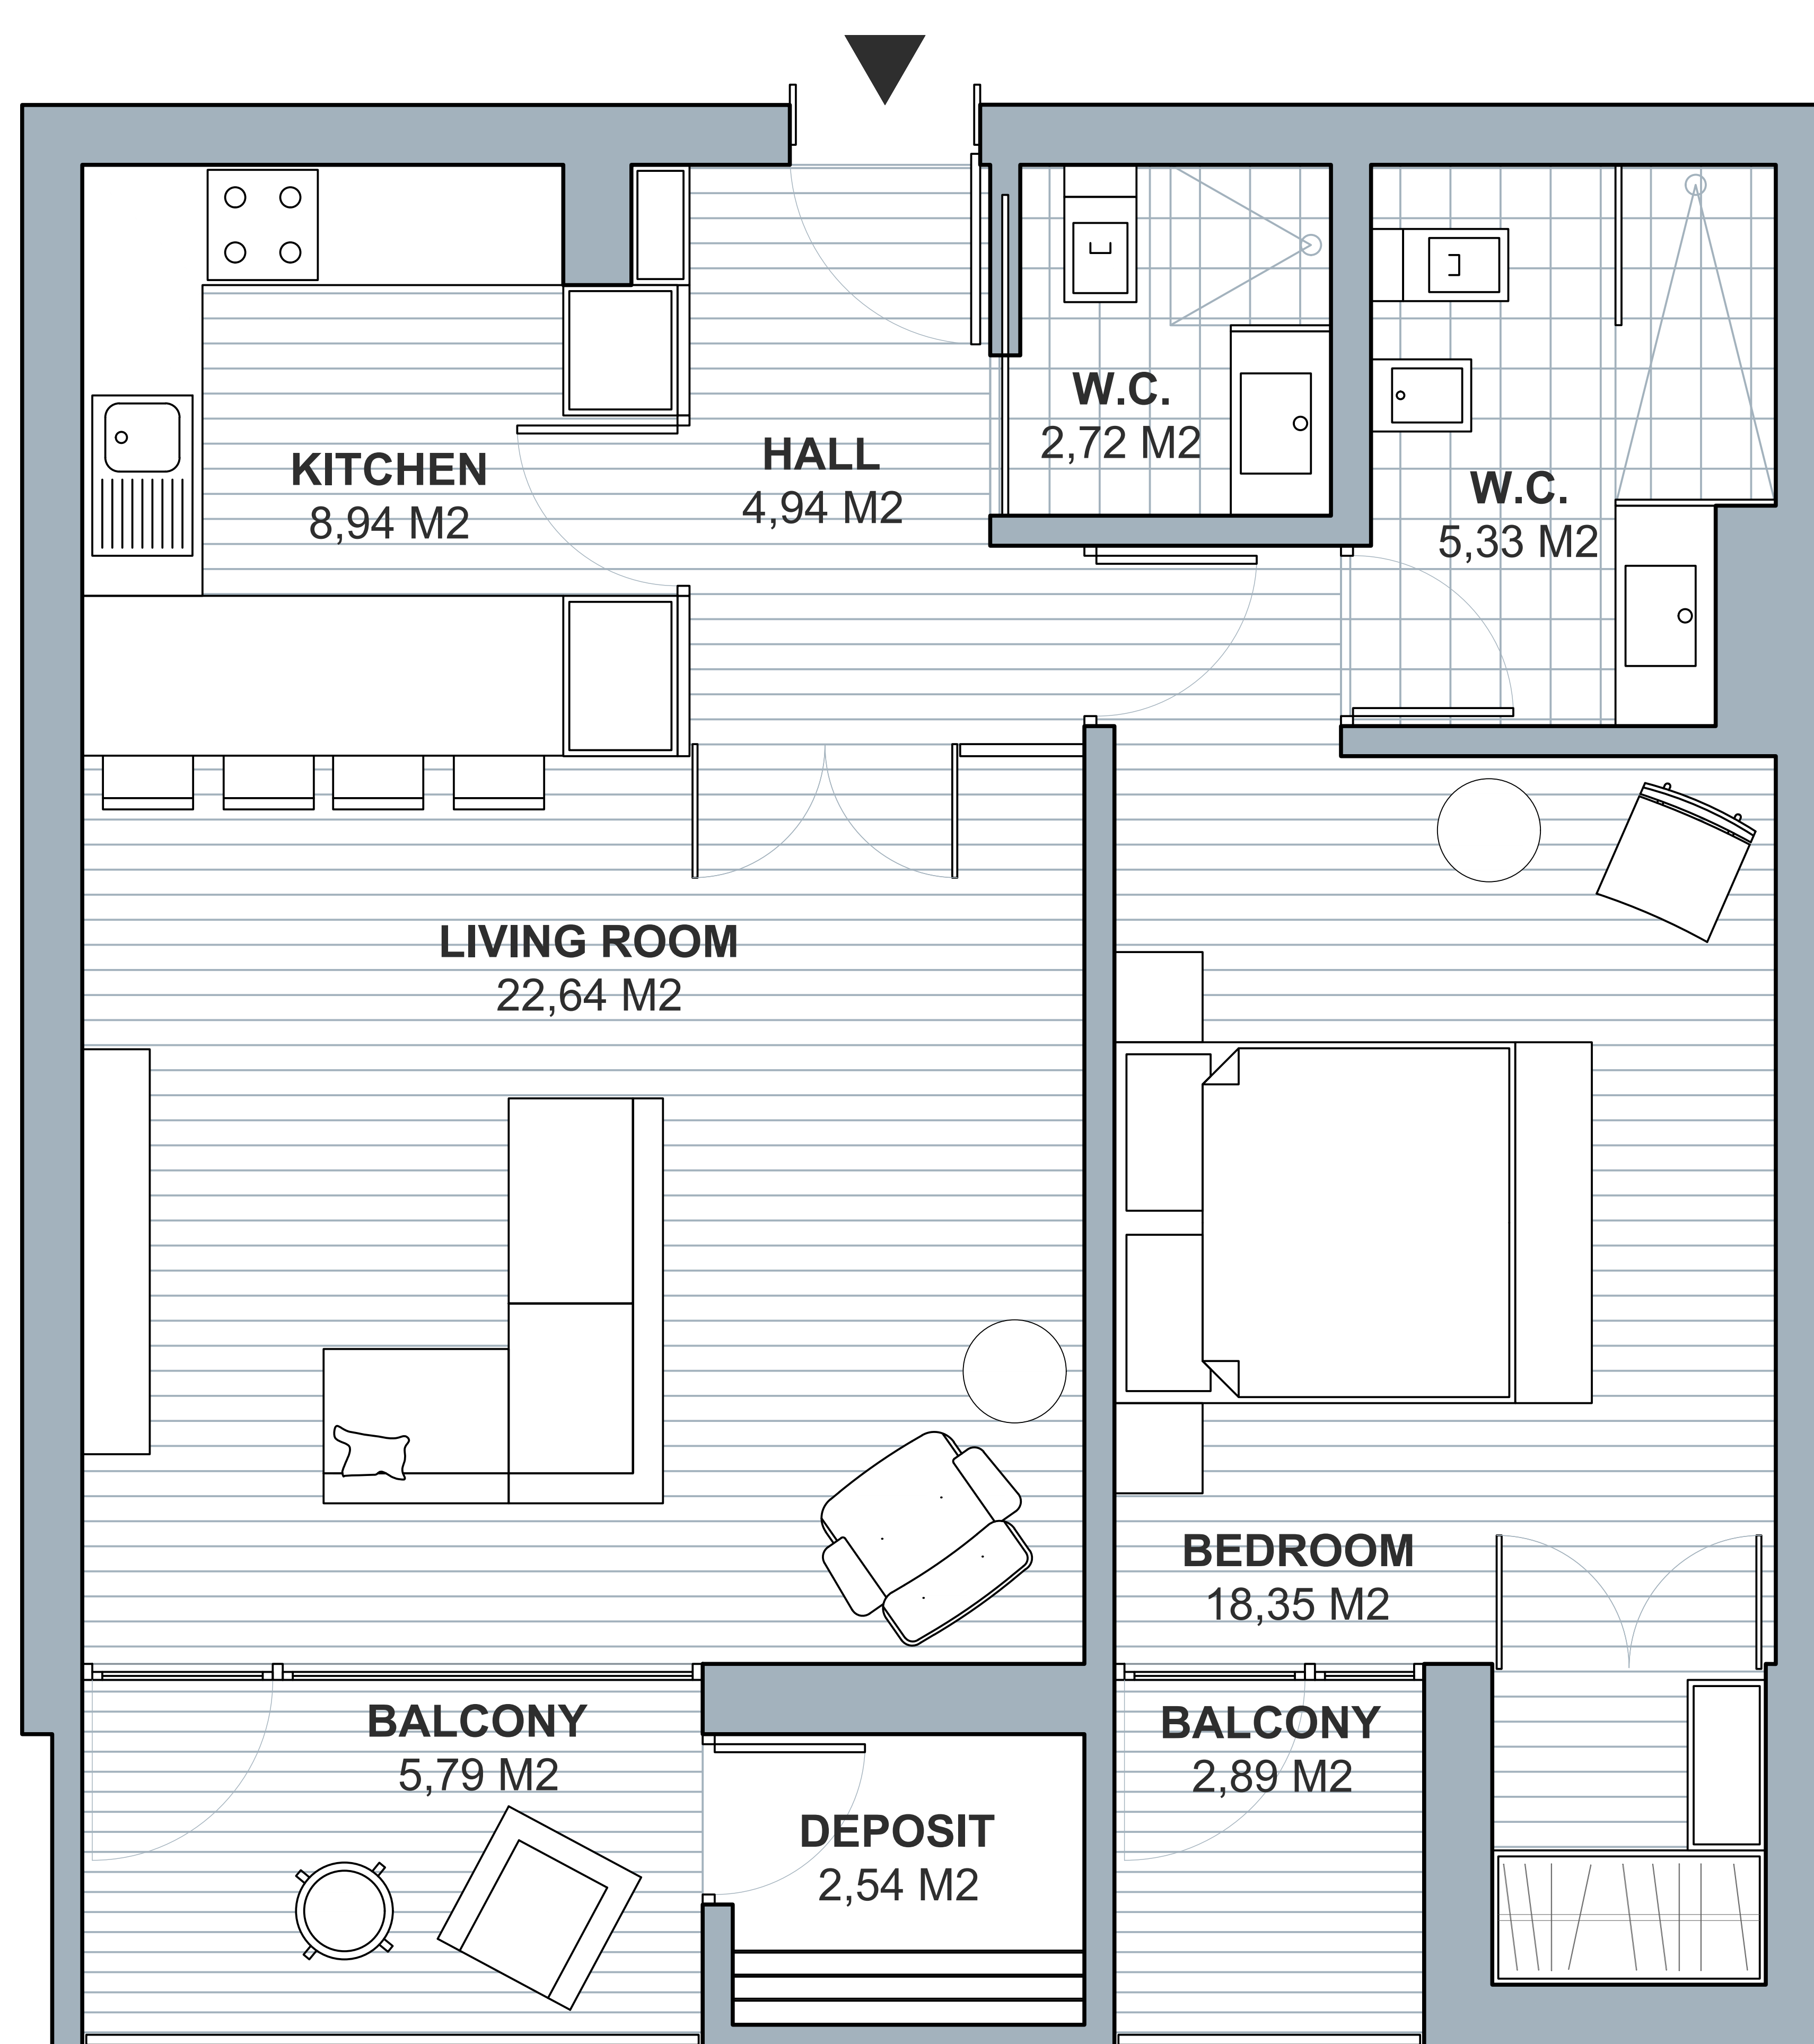 W.C.
2,72 M2
HALL
4,94 M2
KITCHEN
8,94 M2
W.C.
5,33 M2
LIVING ROOM
22,64 M2
BEDROOM
18,35 M2
BALCONY
5,79 M2
BALCONY
2,89 M2
DEPOSIT
2,54 M2